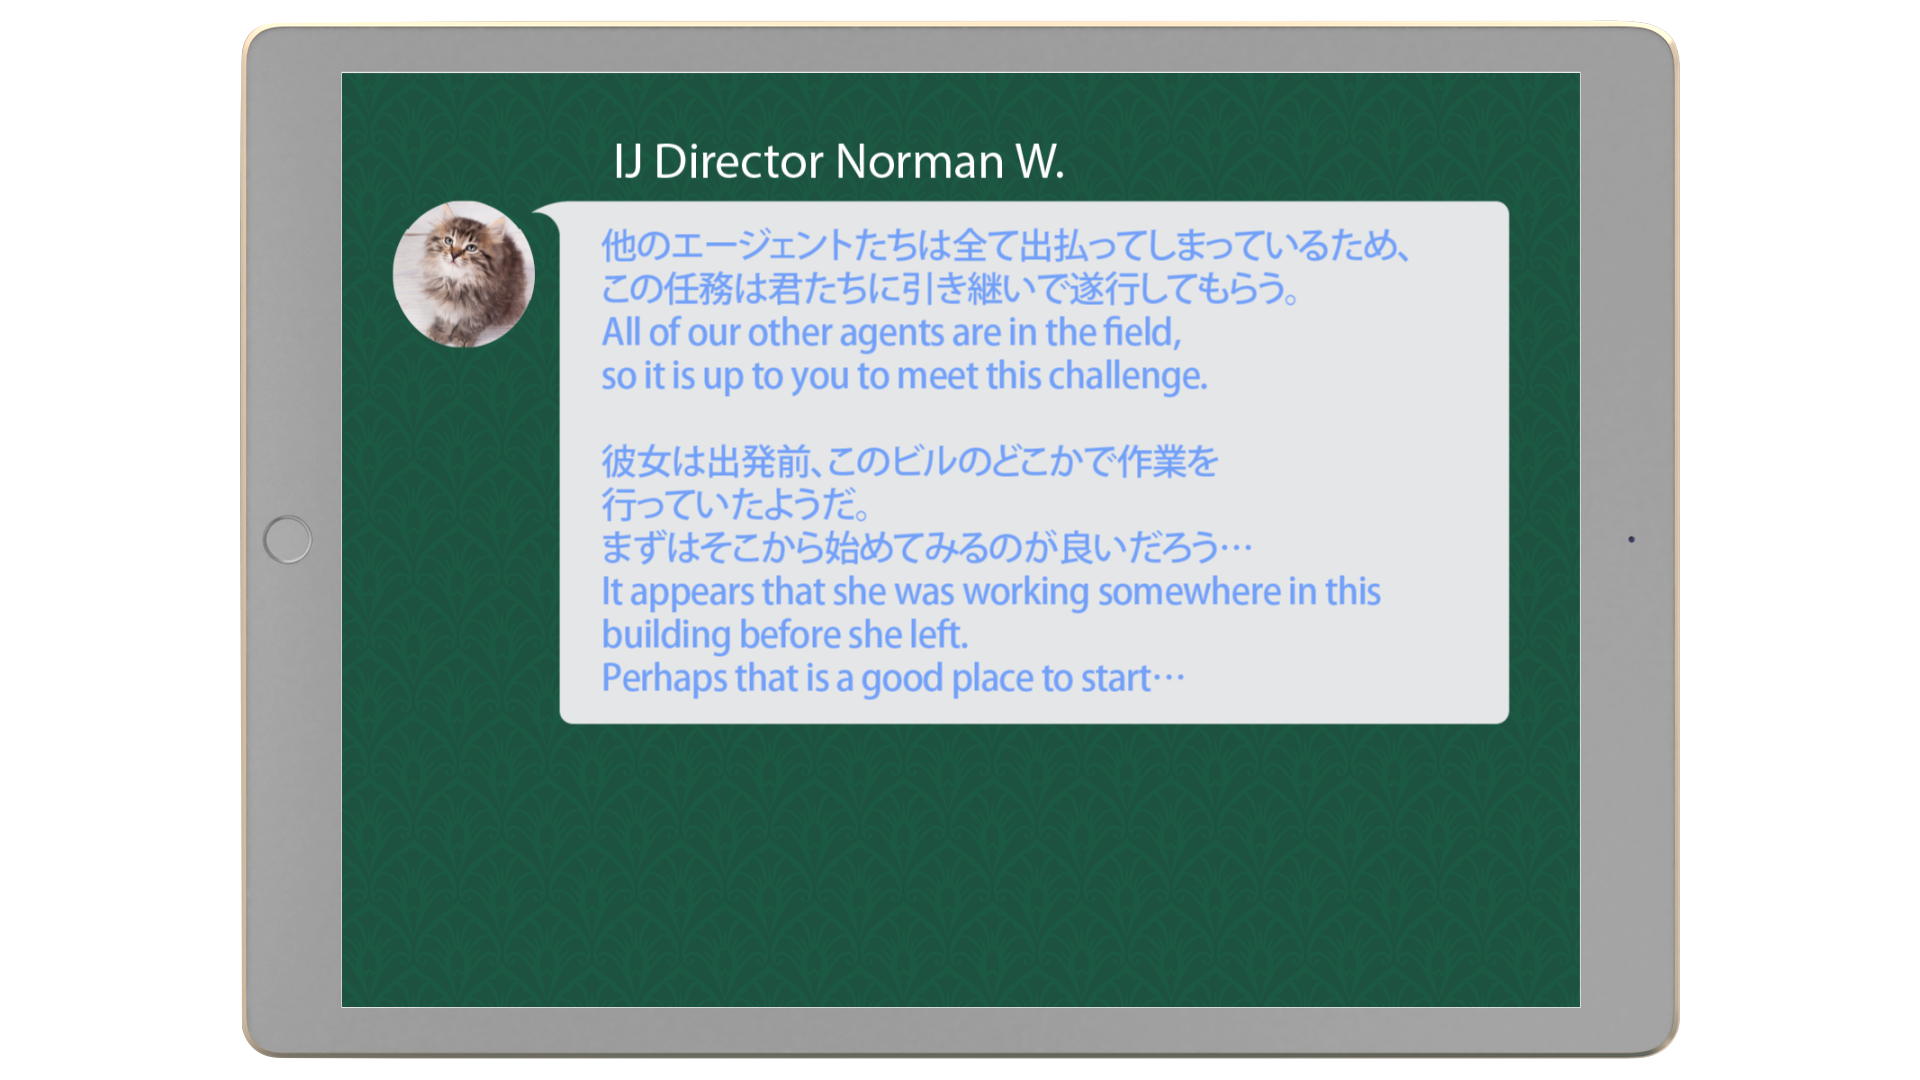 IJ Director Norman W.
他のエージェントたちは全て出払ってしまっているため、
この任務は君たちに引き継いで遂行してもらう。
All of our other agents are in the field,
so it is up to you to meet this challenge.
彼女は出発前、このビルのどこかで作業を
行っていたようだ。
まずはそこから始めてみるのが良いだろう…
It appears that she was working somewhere in this
building before she left.
Perhaps that is a good place to start…